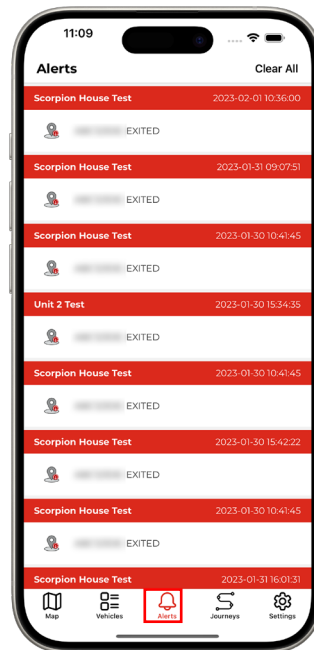 11:09
Alerts Clear All
Scorpion House Test 2023-02-01 10:36:00
EXITED
Scorpion House Test 2023-01-31 09:07:51
EXITED
Scorpion House Test 2023-01-30 10:41:45
EXITED
Unit 2 Test 2023-01-30 15:34:35
EXITED
Scorpion House Test 2023-01-30 10:41:45
EXITED
Scorpion House Test 2023-01-30 15:42:22
EXITED
Scorpion House Test 2023-01-30 10:41:45
EXITED
Scorpion House Test 2023-01-31 16:01:31
Map Vehicles Alerts Journeys Settings